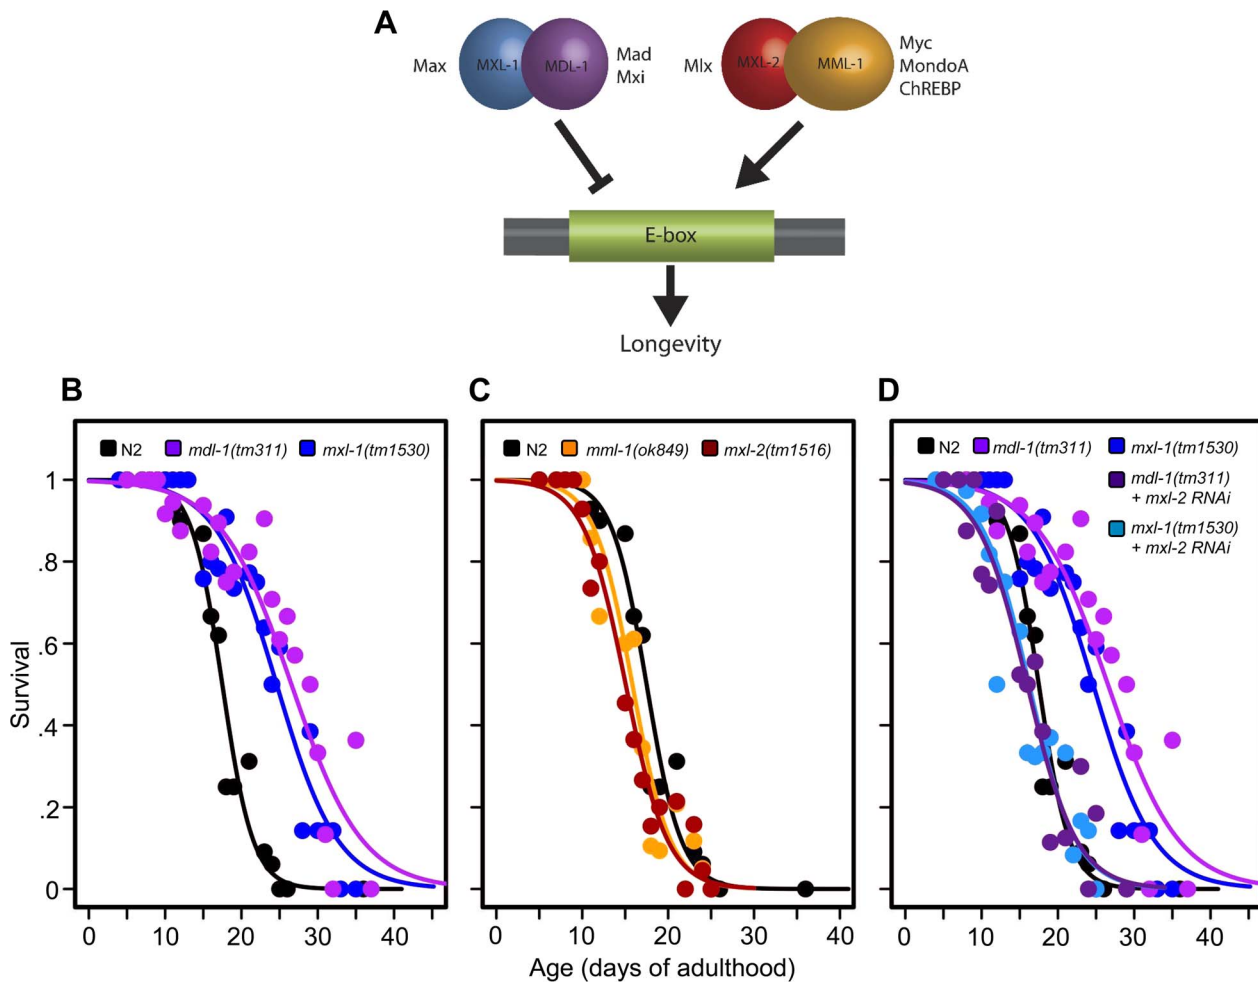 A
Max
MXL-1
MDL-1
Mad
Mxi
Mlx
MXL-2
MML-1
Myc
MondoA
ChREBP
E-box
Longevity
B
N2 mdl-1(tm311) mxl-1(tm1530)
1
.8
.6
.4
.2
0
Survival
0 10 20 30 40
C
N2 mml-1(ok849) mxl-2(tm1516)
0 10 20 30 40
Age (days of adulthood)
D
N2 mdl-1(tm311) mxl-1(tm1530)
mdl-1(tm311)
+ mxl-2 RNAi
mxl-1(tm1530)
+ mxl-2 RNAi
0 10 20 30 40